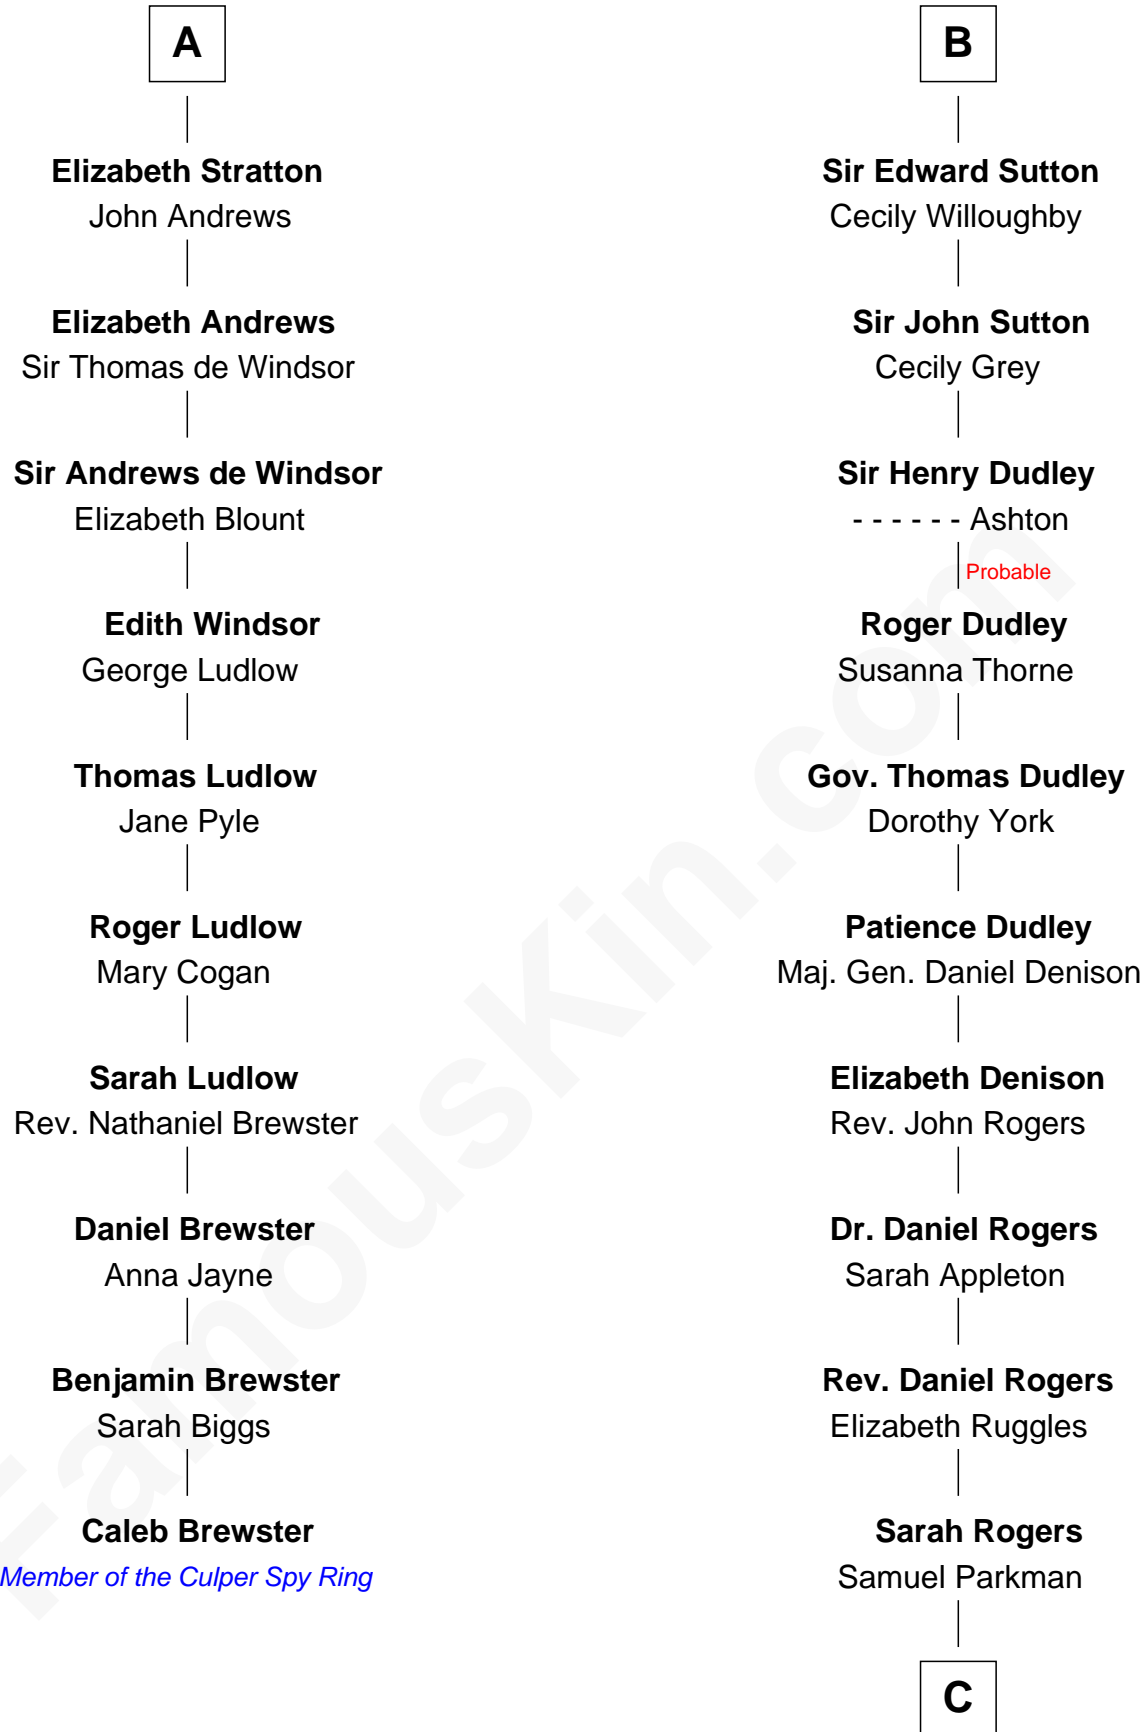 A
Elizabeth Stratton
John Andrews
Elizabeth Andrews
Sir Thomas de Windsor
Sir Andrews de Windsor
Elizabeth Blount
Edith Windsor
George Ludlow
Thomas Ludlow
Jane Pyle
Roger Ludlow
Mary Cogan
Sarah Ludlow
Rev. Nathaniel Brewster
Daniel Brewster
Anna Jayne
Benjamin Brewster
Sarah Biggs
Caleb Brewster
Member of the Culper Spy Ring
B
Sir Edward Sutton
Cecily Willoughby
Sir John Sutton
Cecily Grey
Sir Henry Dudley
- - - - - - Ashton
Probable
Roger Dudley
Susanna Thorne
Gov. Thomas Dudley
Dorothy York
Patience Dudley
Maj. Gen. Daniel Denison
Elizabeth Denison
Rev. John Rogers
Dr. Daniel Rogers
Sarah Appleton
Rev. Daniel Rogers
Elizabeth Ruggles
Sarah Rogers
Samuel Parkman
C
FamousKin.com